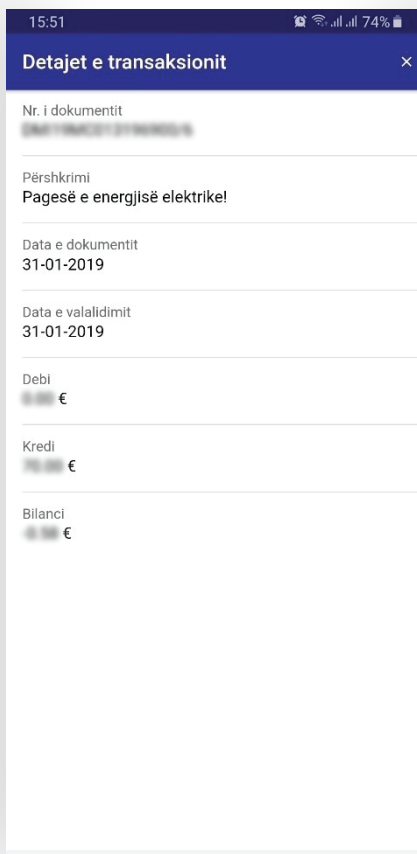 15:51 74%
Detajet e transaksionit ×
Nr. i dokumentit
Përshkrimi
Pagesë e energjisë elektrike!
Data e dokumentit
31-01-2019
Data e valalidimit
31-01-2019
Debi
€
Kredi
€
Bilanci
€